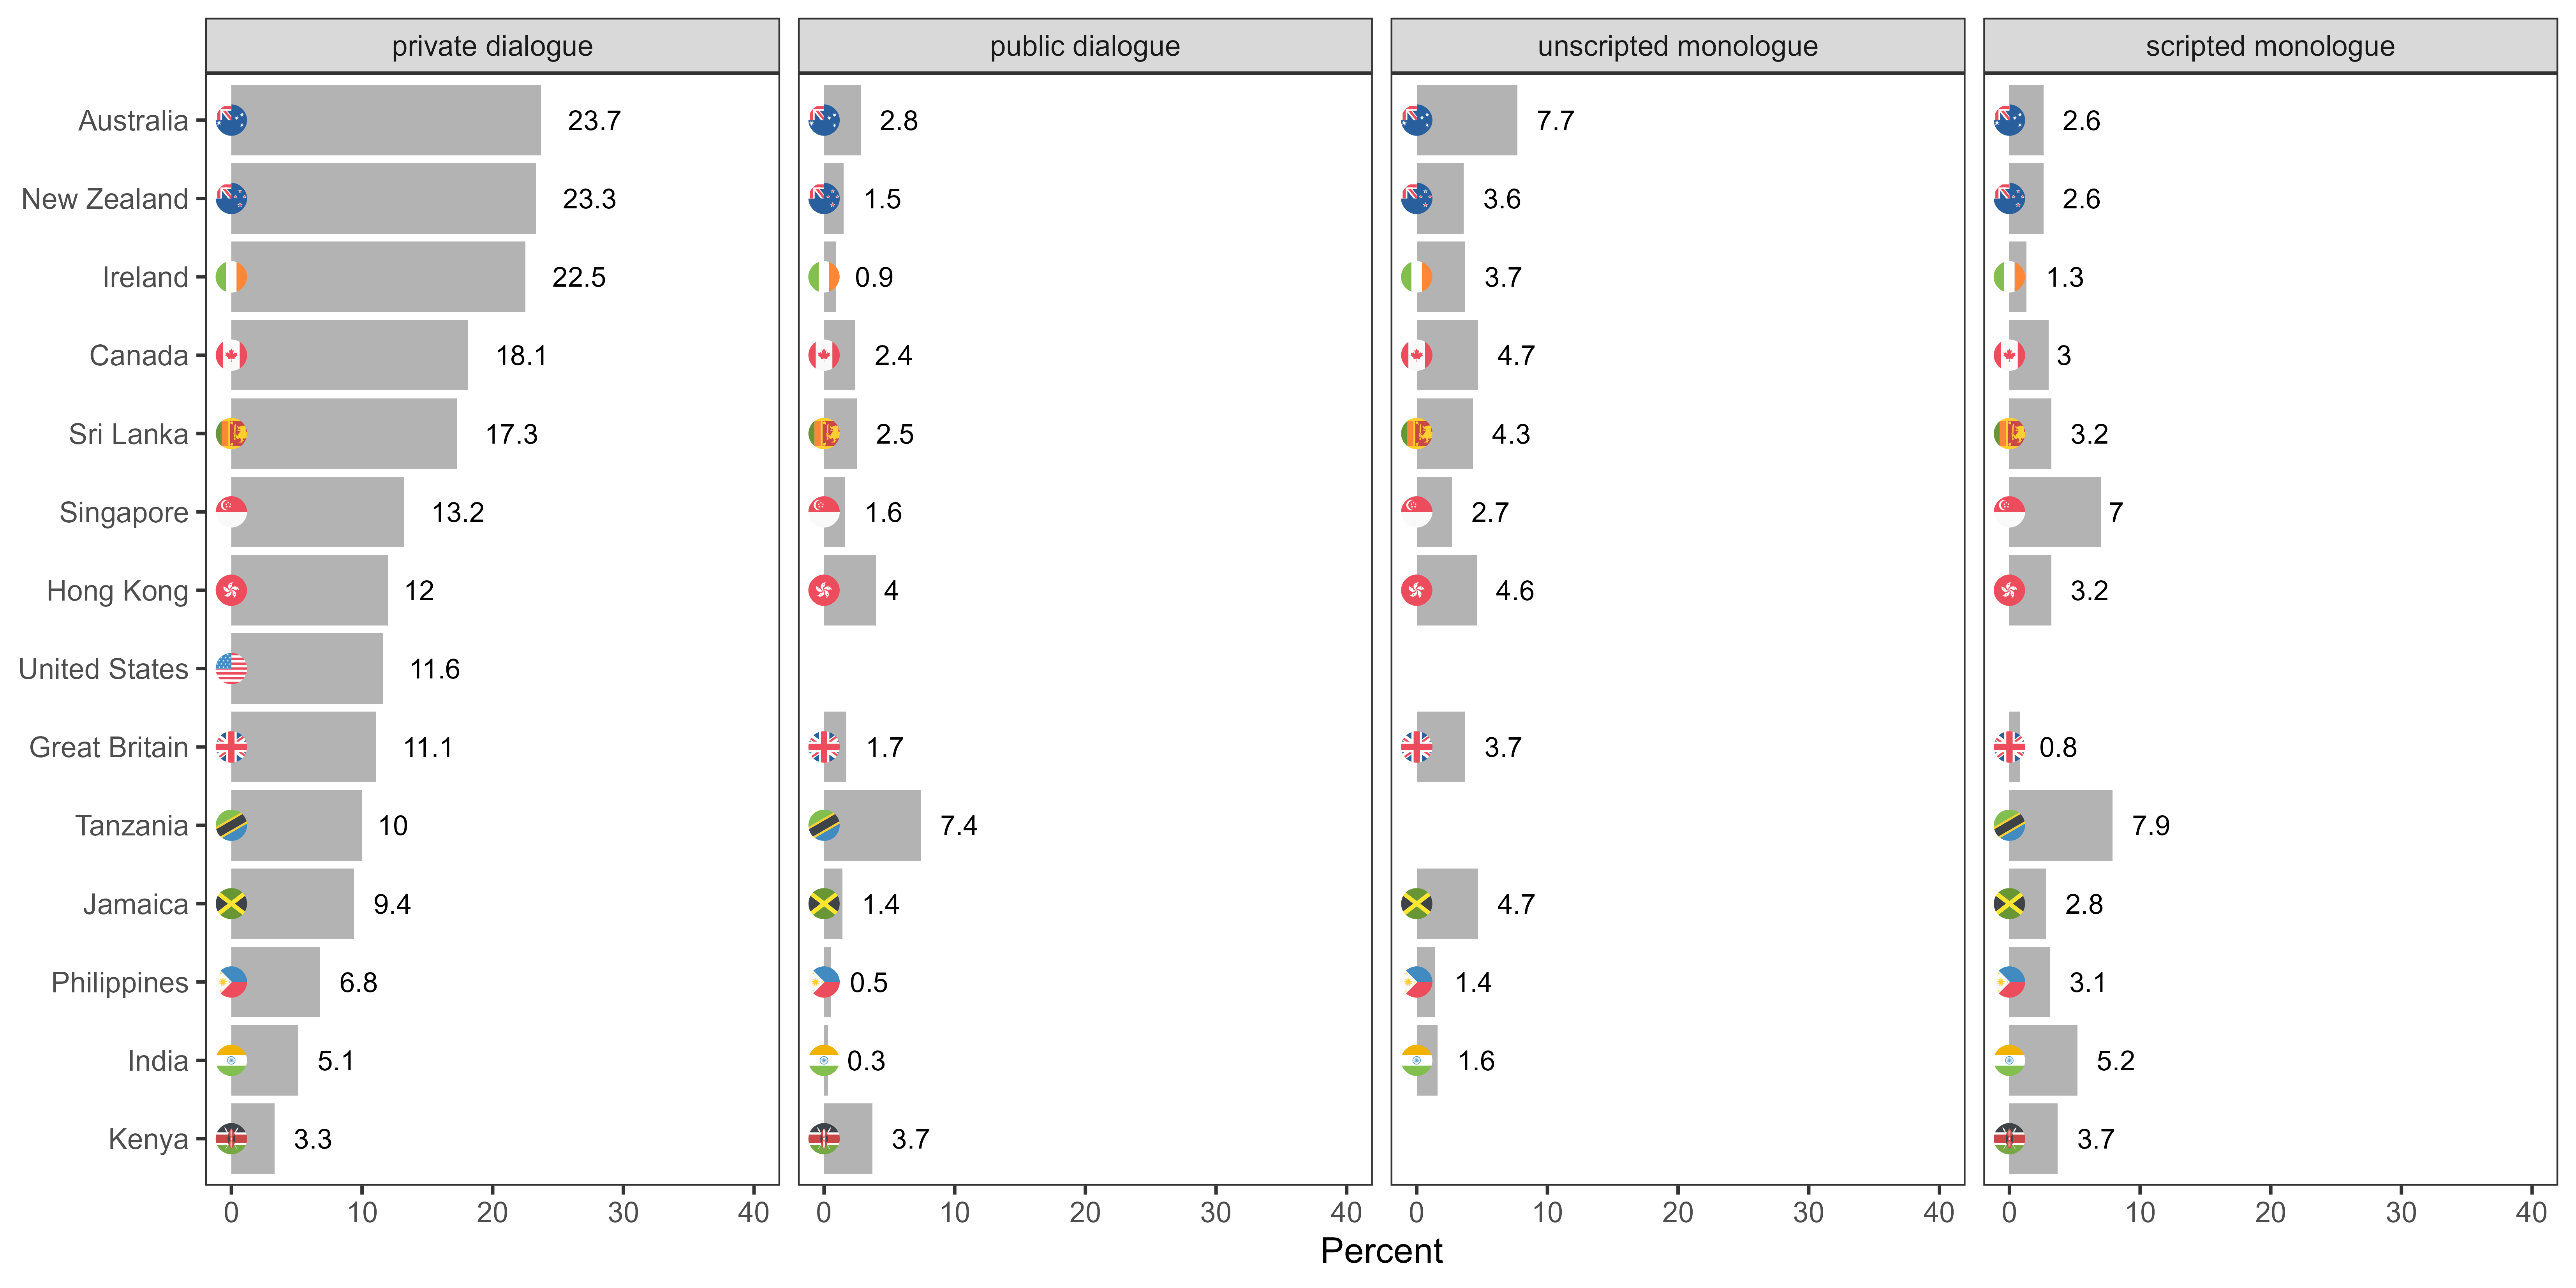 private dialogue public dialogue unscripted monologue scripted monologue
Australia 23.7 2.8 7.7 2.6
New Zealand 23.3 1.5 3.6 2.6
Ireland 22.5 0.9 3.7 1.3
Canada 18.1 2.4 4.7 3
Sri Lanka 17.3 2.5 4.3 3.2
Singapore 13.2 1.6 2.7 7
Hong Kong 12 4 4.6 3.2
United States 11.6
Great Britain 11.1 1.7 3.7 0.8
Tanzania 10 7.4 7.9
Jamaica 9.4 1.4 4.7 2.8
Philippines 6.8 0.5 1.4 3.1
India 5.1 0.3 1.6 5.2
Kenya 3.3 3.7 3.7
0 10 20 30 40 0 10 20 30 40 0 10 20 30 40 0 10 20 30 40
Percent